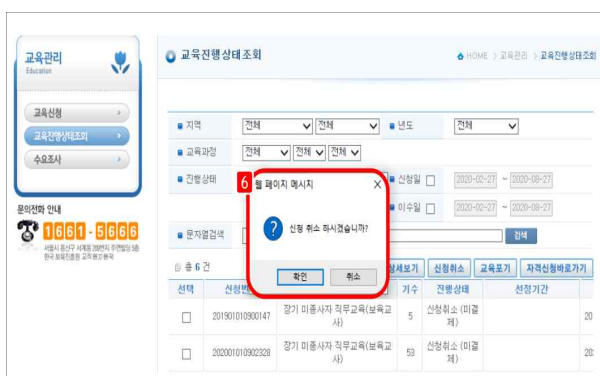 교육관리
Education
교육신청
교육진행상태조회
수요조사
문의전화 안내
1661-5666
교육진행상태조회
HOME > 교육관리 > 교육진행상태조회
지역 전체 전체 년도 전체
교육과정 전체 전체 전체
진행상태 신청일 2020-02-27 ~ 2020-08-27
이수일 2020-02-27 ~ 2020-08-27
문자열검색 검색
6 웹 페이지 메시지 X
신청 취소 하시겠습니까?
확인 취소
총 6 건
상세보기 신청취소 교육포기 자격신청바로가기
선택 신청번 기수 진행상태 선정기간
201901010900147 장기 미종사자 직무교육(보육교사) 5 신청취소 (미결제) 20
202001010902328 장기 미종사자 직무교육(보육교사) 53 신청취소 (미결제) 20